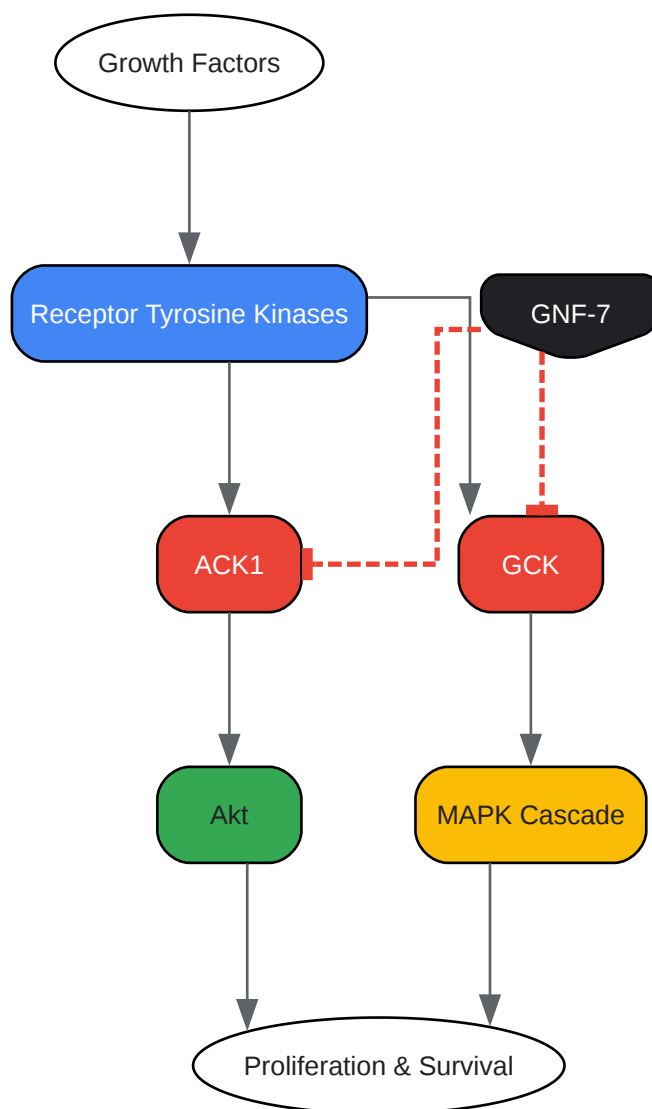 Growth Factors
Receptor Tyrosine Kinases
GNF-7
ACK1
GCK
Akt
MAPK Cascade
Proliferation & Survival